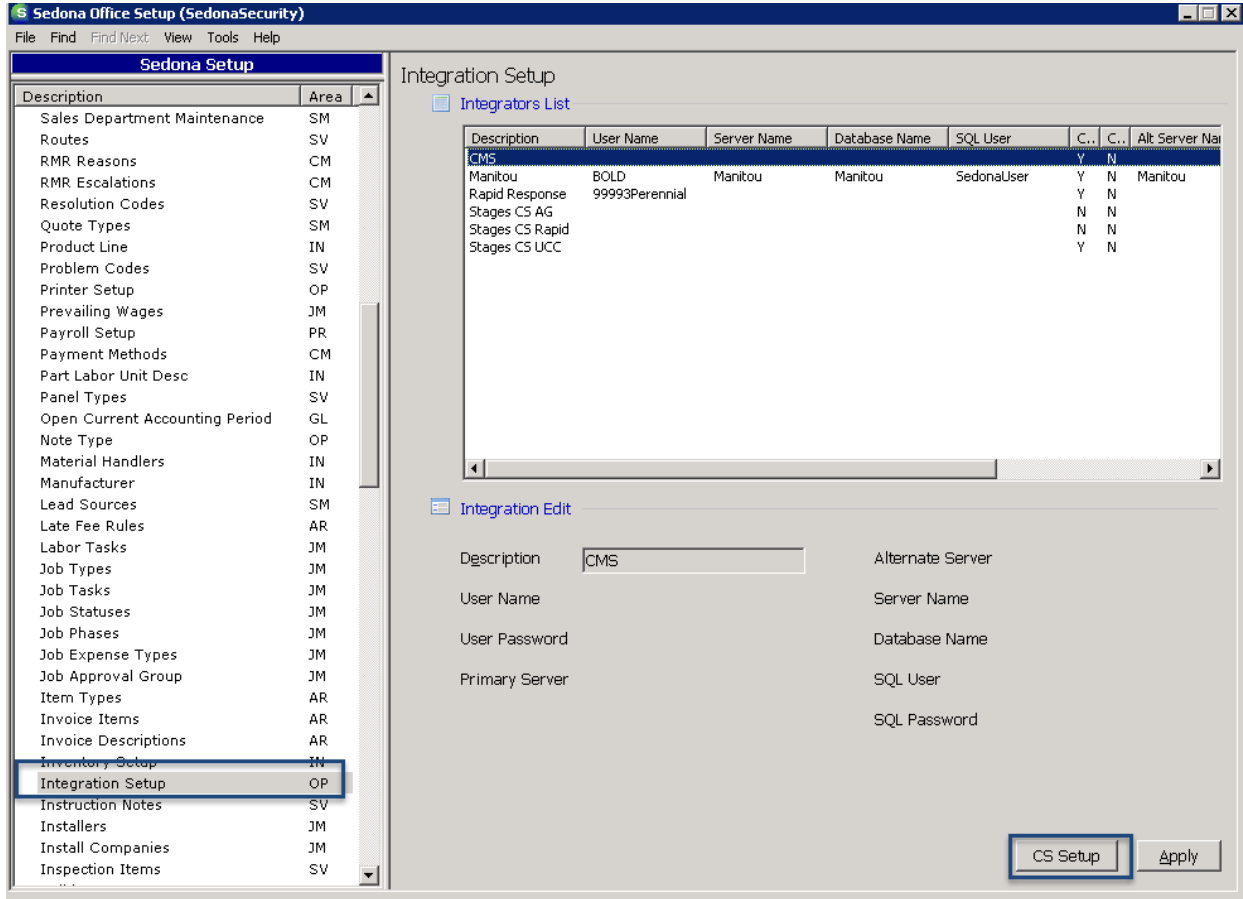 Sedona Office Setup (SedonaSecurity)
File Find Find Next View Tools Help
Sedona Setup
Description Area
Sales Department Maintenance SM
Routes SV
RMR Reasons CM
RMR Escalations CM
Resolution Codes SV
Quote Types SM
Product Line IN
Problem Codes SV
Printer Setup OP
Prevailing Wages JM
Payroll Setup PR
Payment Methods CM
Part Labor Unit Desc IN
Panel Types SV
Open Current Accounting Period GL
Note Type OP
Material Handlers IN
Manufacturer IN
Lead Sources SM
Late Fee Rules AR
Labor Tasks JM
Job Types JM
Job Tasks JM
Job Statuses JM
Job Phases JM
Job Expense Types JM
Job Approval Group JM
Item Types AR
Invoice Items AR
Invoice Descriptions AR
Inventory Setup IN
Integration Setup OP
Instruction Notes SV
Installers JM
Install Companies JM
Inspection Items SV
Integration Setup
Integrators List
Description User Name Server Name Database Name SQL User C.. C.. Alt Server Nar
CMS Y N
Manitou BOLD Manitou Manitou SedonaUser Y N Manitou
Rapid Response 99993Perennial Y N
Stages CS AG N N
Stages CS Rapid N N
Stages CS UCC Y N
Integration Edit
Description CMS Alternate Server
User Name Server Name
User Password Database Name
Primary Server SQL User
SQL Password
CS Setup Apply